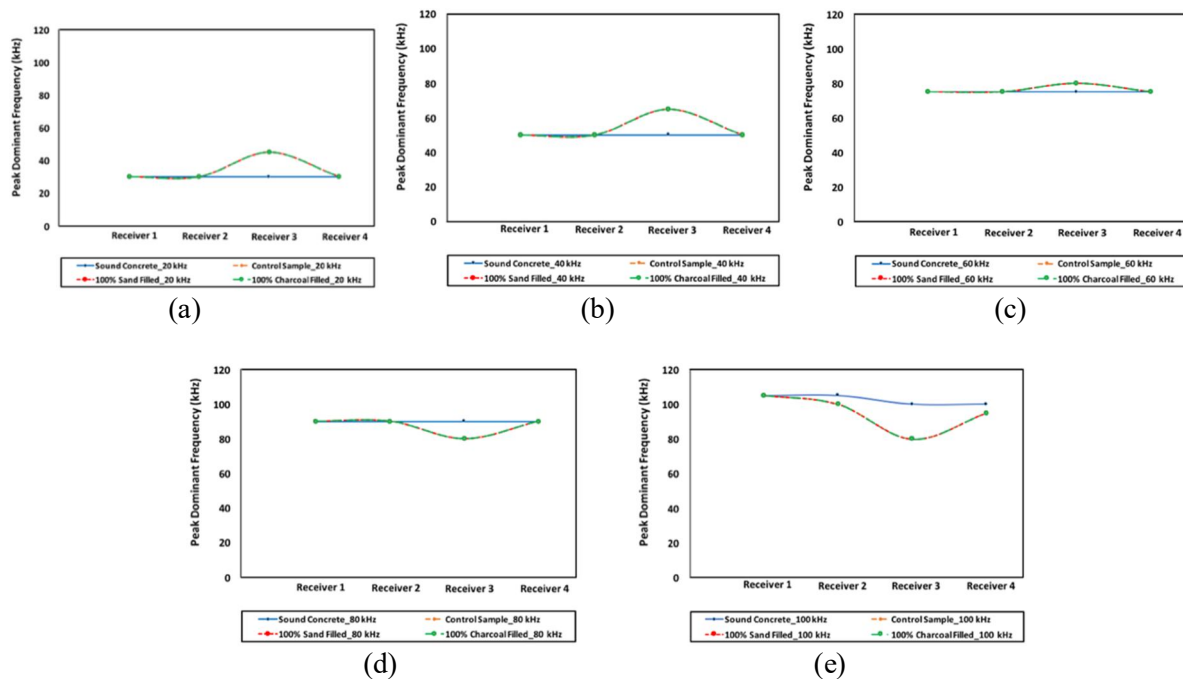 Peak Dominant Frequency (kHz)
120
100
80
60
40
20
0
Receiver 1 Receiver 2 Receiver 3 Receiver 4
Sound Concrete_20 kHz Control Sample_20 kHz
100% Sand Filled_20 kHz 100% Charcoal Filled_20 kHz
(a)
Peak Dominant Frequency (kHz)
120
100
80
60
40
20
0
Receiver 1 Receiver 2 Receiver 3 Receiver 4
Sound Concrete_40 kHz Control Sample_40 kHz
100% Sand Filled_40 kHz 100% Charcoal Filled_40 kHz
(b)
Peak Dominant Frequency (kHz)
120
100
80
60
40
20
0
Receiver 1 Receiver 2 Receiver 3 Receiver 4
Sound Concrete_60 kHz Control Sample_60 kHz
100% Sand Filled_60 kHz 100% Charcoal Filled_60 kHz
(c)
Peak Dominant Frequency (kHz)
120
100
80
60
40
20
0
Receiver 1 Receiver 2 Receiver 3 Receiver 4
Sound Concrete_80 kHz Control Sample_80 kHz
100% Sand Filled_80 kHz 100% Charcoal Filled_80 kHz
(d)
Peak Dominant Frequency (kHz)
120
100
80
60
40
20
0
Receiver 1 Receiver 2 Receiver 3 Receiver 4
Sound Concrete_100 kHz Control Sample_100 kHz
100% Sand Filled_100 kHz 100% Charcoal Filled_100 kHz
(e)